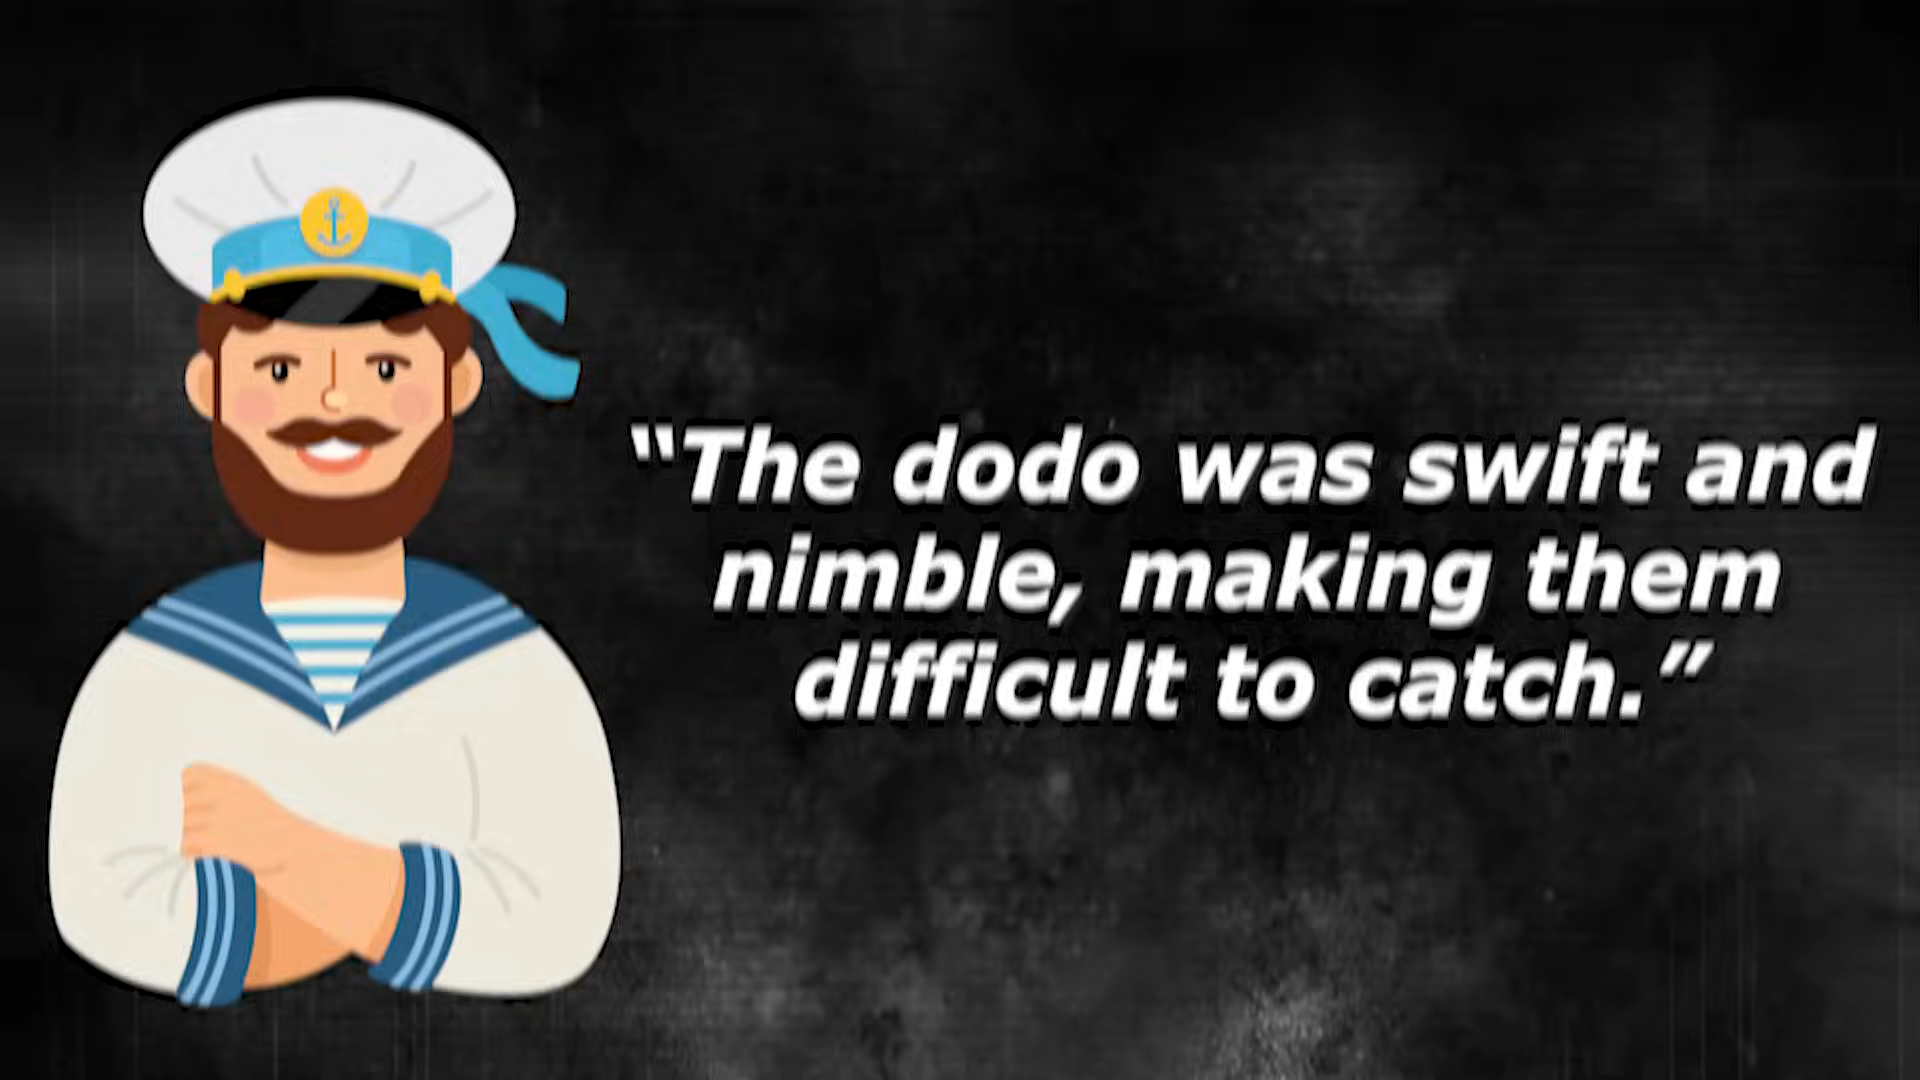 “The dodo was swift and
nimble, making them
difficult to catch.”